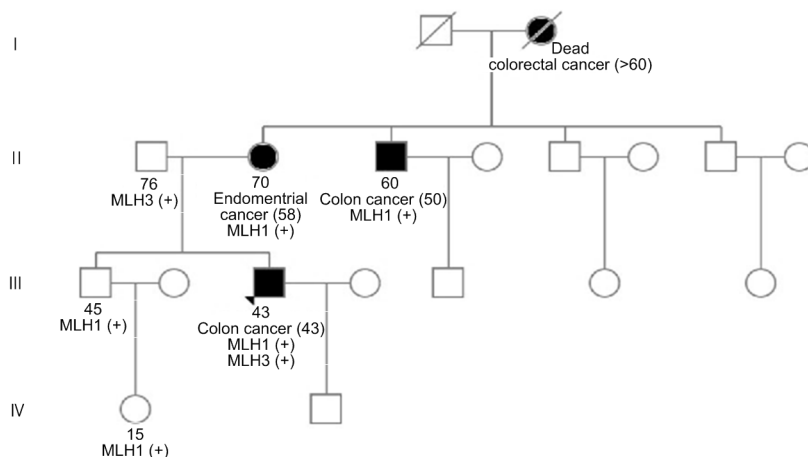 I
Dead
colorectal cancer (>60)
II
76
MLH3 (+)
70
Endomentrial
cancer (58)
MLH1 (+)
60
Colon cancer (50)
MLH1 (+)
III
45
MLH1 (+)
43
Colon cancer (43)
MLH1 (+)
MLH3 (+)
IV
15
MLH1 (+)